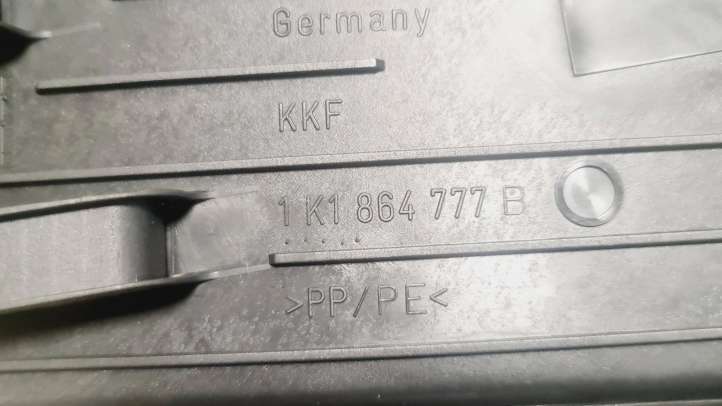 Germany
KKF
1K1 864 777 B
>PP/PE<